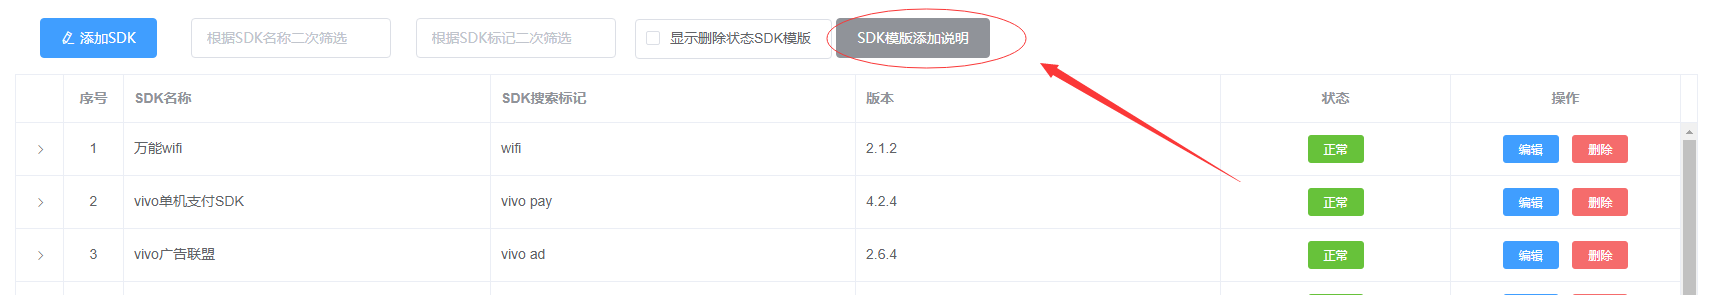 添加SDK 根据SDK名称二次筛选 根据SDK标记二次筛选 显示删除状态SDK模版 SDK模版添加说明
序号 SDK名称 SDK搜索标记 版本 状态 操作
1 万能wifi wifi 2.1.2 正常 编辑 删除
2 vivo单机支付SDK vivo pay 4.2.4 正常 编辑 删除
3 vivo广告联盟 vivo ad 2.6.4 正常 编辑 删除